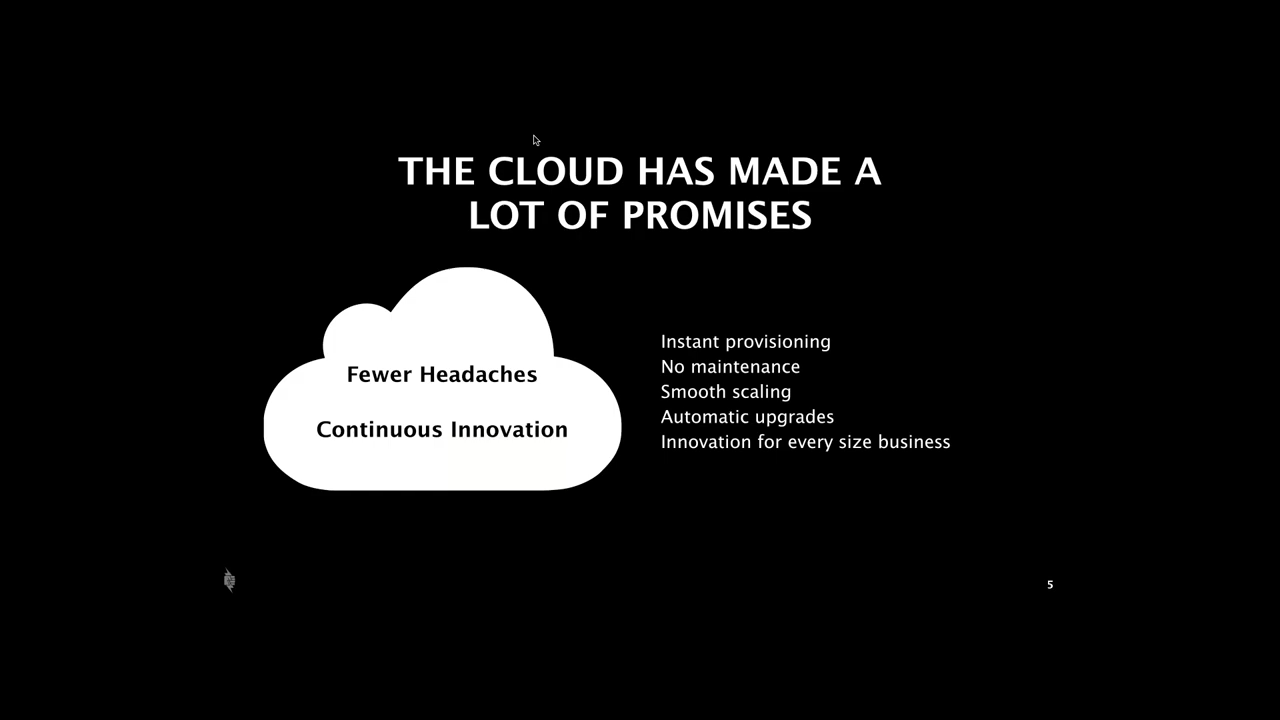 THE CLOUD HAS MADE A
LOT OF PROMISES
Fewer Headaches
Continuous Innovation
Instant provisioning
No maintenance
Smooth scaling
Automatic upgrades
Innovation for every size business
5